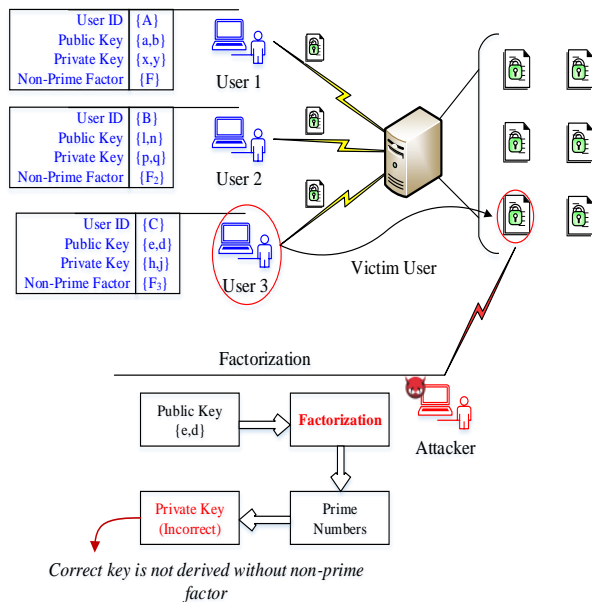 User ID {A}
Public Key {a,b}
Private Key {x,y}
Non-Prime Factor {F}
User 1
User ID {B}
Public Key {l,n}
Private Key {p,q}
Non-Prime Factor {F₂}
User 2
User ID {C}
Public Key {e,d}
Private Key {h,j}
Non-Prime Factor {F₃}
User 3
Victim User
Factorization
Public Key
{e,d}
Factorization
Attacker
Private Key
(Incorrect)
Prime
Numbers
Correct key is not derived without non-prime
factor